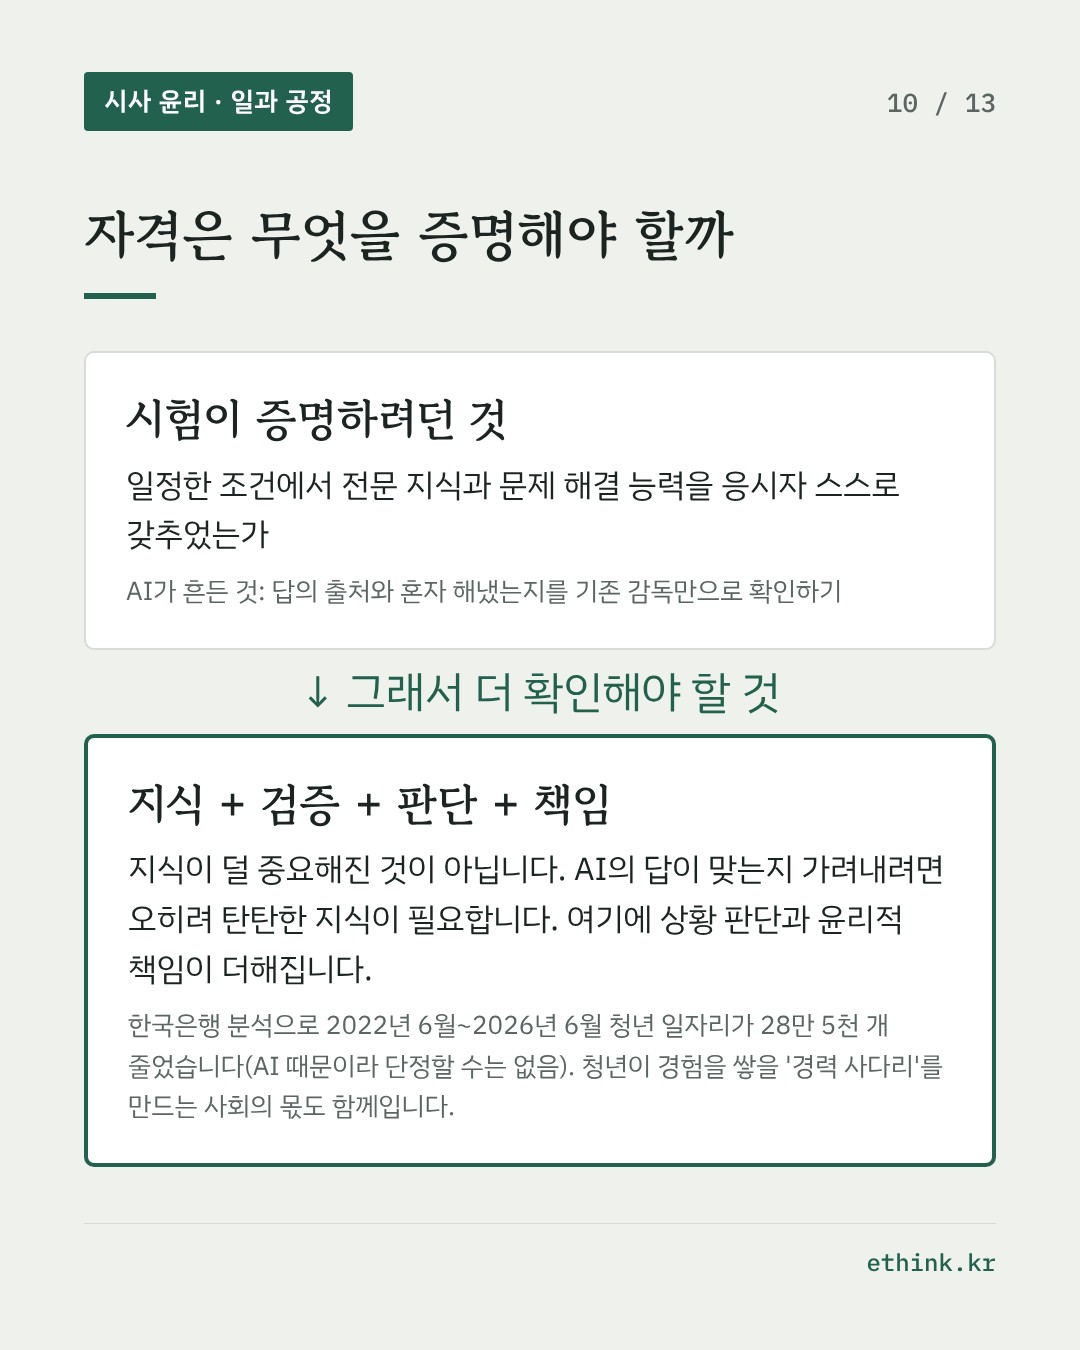 시사 윤리 · 일과 공정
10 / 13
자격은 무엇을 증명해야 할까
시험이 증명하려던 것
일정한 조건에서 전문 지식과 문제 해결 능력을 응시자 스스로
갖추었는가
AI가 흔든 것: 답의 출처와 혼자 해냈는지를 기존 감독만으로 확인하기
↓ 그래서 더 확인해야 할 것
지식 + 검증 + 판단 + 책임
지식이 덜 중요해진 것이 아닙니다. AI의 답이 맞는지 가려내려면
오히려 탄탄한 지식이 필요합니다. 여기에 상황 판단과 윤리적
책임이 더해집니다.
한국은행 분석으로 2022년 6월~2026년 6월 청년 일자리가 28만 5천 개
줄었습니다(AI 때문이라 단정할 수는 없음). 청년이 경험을 쌓을 '경력 사다리'를
만드는 사회의 몫도 함께입니다.
ethink.kr